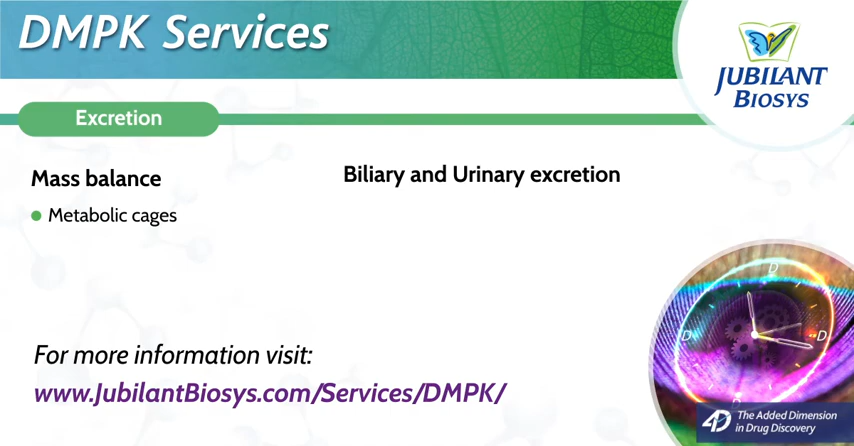 DMPK Services
JUBILANT
BIOSYS
Excretion
Mass balance
Metabolic cages
Biliary and Urinary excretion
For more information visit:
www.JubilantBiosys.com/Services/DMPK/
D
D
D
D
4D
The Added Dimension
in Drug Discovery